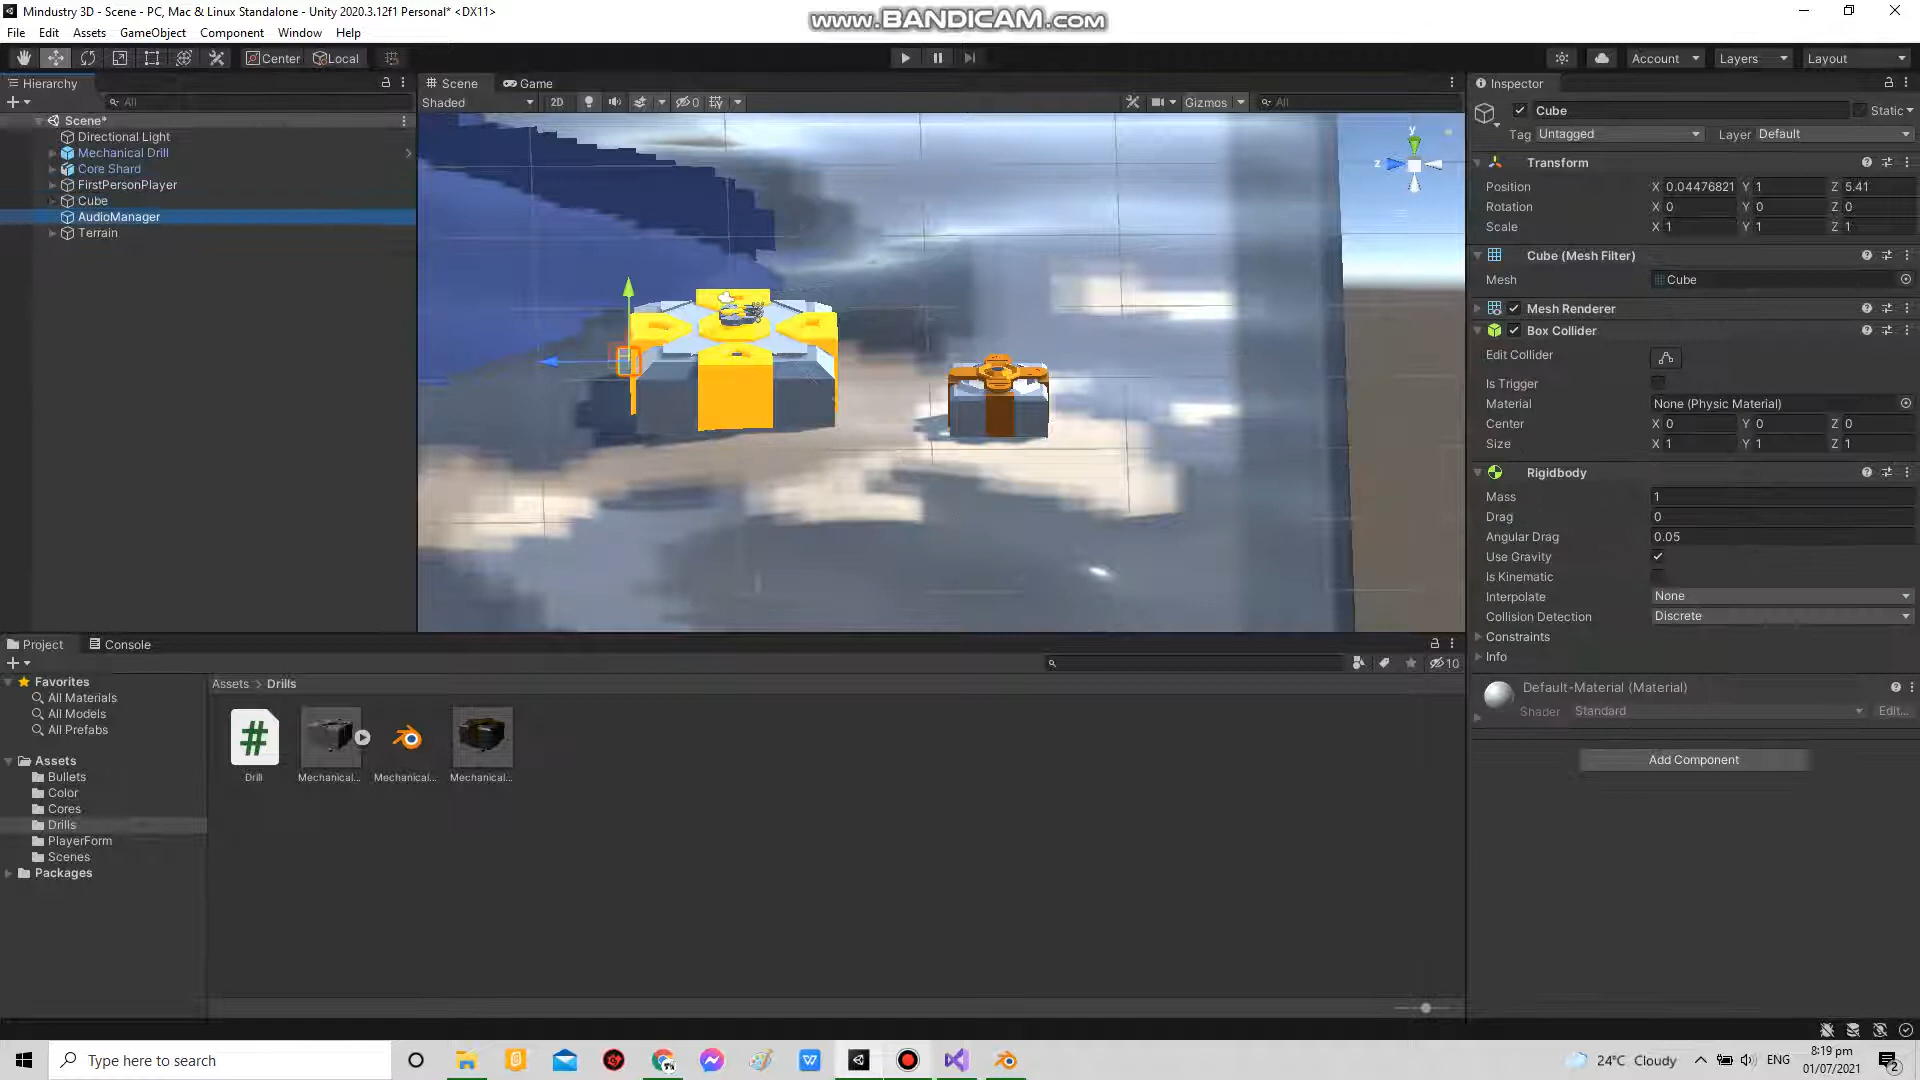 Mindustry 3D - Scene - PC, Mac & Linux Standalone - Unity 2020.3.12f1 Personal* <DX11>
www.BANDICAM.com
File Edit Assets GameObject Component Window Help
Center Local Account Layers Layout
Hierarchy Scene Game Inspector
All Shaded 2D 0 Gizmos All
Scene*
Directional Light
Mechanical Drill
Core Shard
FirstPersonPlayer
Cube
AudioManager
Terrain
y
z
Cube Static
Tag Untagged Layer Default
Transform
Position X 0.04476821 Y 1 Z 5.41
Rotation X 0 Y 0 Z 0
Scale X 1 Y 1 Z 1
Cube (Mesh Filter)
Mesh Cube
Mesh Renderer
Box Collider
Edit Collider
Is Trigger
Material None (Physic Material)
Center X 0 Y 0 Z 0
Size X 1 Y 1 Z 1
Rigidbody
Mass 1
Drag 0
Angular Drag 0.05
Use Gravity
Is Kinematic
Interpolate None
Collision Detection Discrete
Constraints
Info
Default-Material (Material)
Shader Standard Edit...
Add Component
Project Console
10
Favorites
All Materials
All Models
All Prefabs
Assets
Bullets
Color
Cores
Drills
PlayerForm
Scenes
Packages
Assets > Drills
#
Drill Mechanical... Mechanical... Mechanical...
Type here to search
24°C Cloudy ENG
8:19 pm
01/07/2021
2